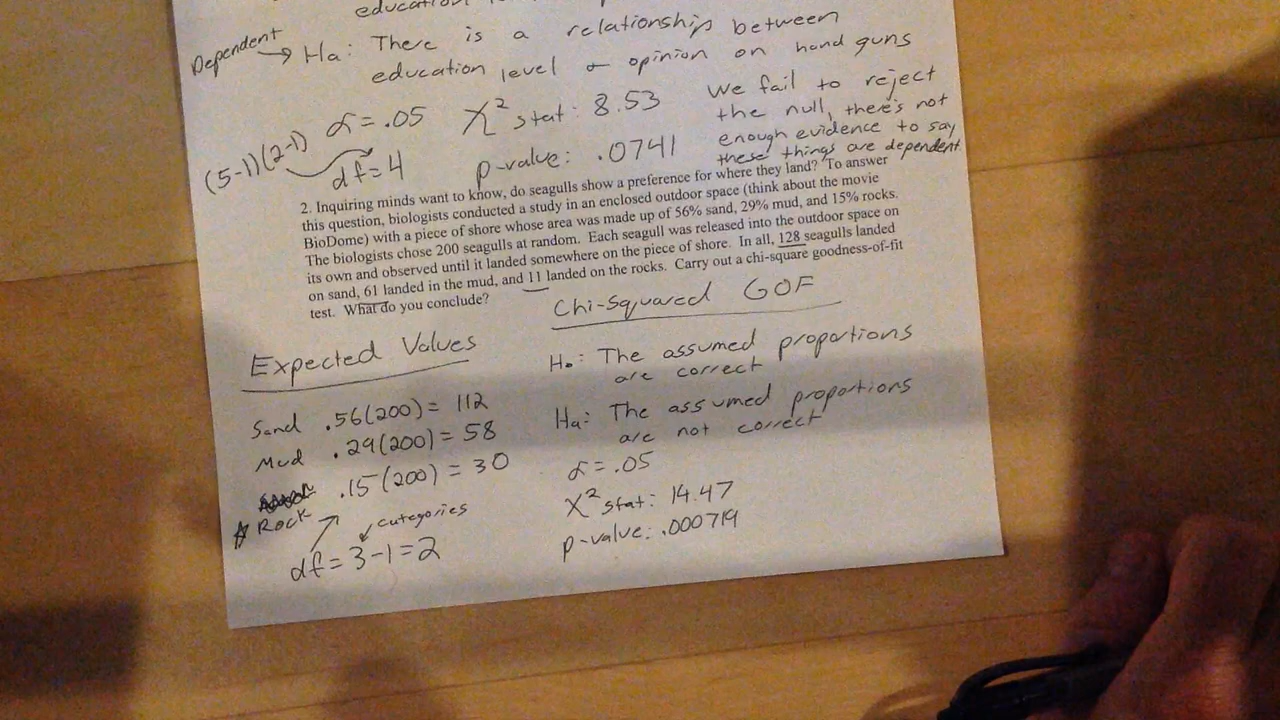 education
Dependent → Ha: There is a relationship between
education level & opinion on hand guns
(5-1)(2-1) α = .05 X² stat: 8.53
df = 4 p-value: .0741
We fail to reject
the null, there's not
enough evidence to say
these things are dependent
2. Inquiring minds want to know, do seagulls show a preference for where they land? To answer
this question, biologists conducted a study in an enclosed outdoor space (think about the movie
BioDome) with a piece of shore whose area was made up of 56% sand, 29% mud, and 15% rocks.
The biologists chose 200 seagulls at random. Each seagull was released into the outdoor space on
its own and observed until it landed somewhere on the piece of shore. In all, 128 seagulls landed
on sand, 61 landed in the mud, and 11 landed on the rocks. Carry out a chi-square goodness-of-fit
test. What do you conclude?
Expected Values
Sand .56(200) = 112
Mud .29(200) = 58
.15(200) = 30
Rock
categories
df = 3-1 = 2
Chi-Squared GOF
H₀: The assumed proportions
are correct
Ha: The assumed proportions
are not correct
α = .05
X² stat: 14.47
p-value: .000719